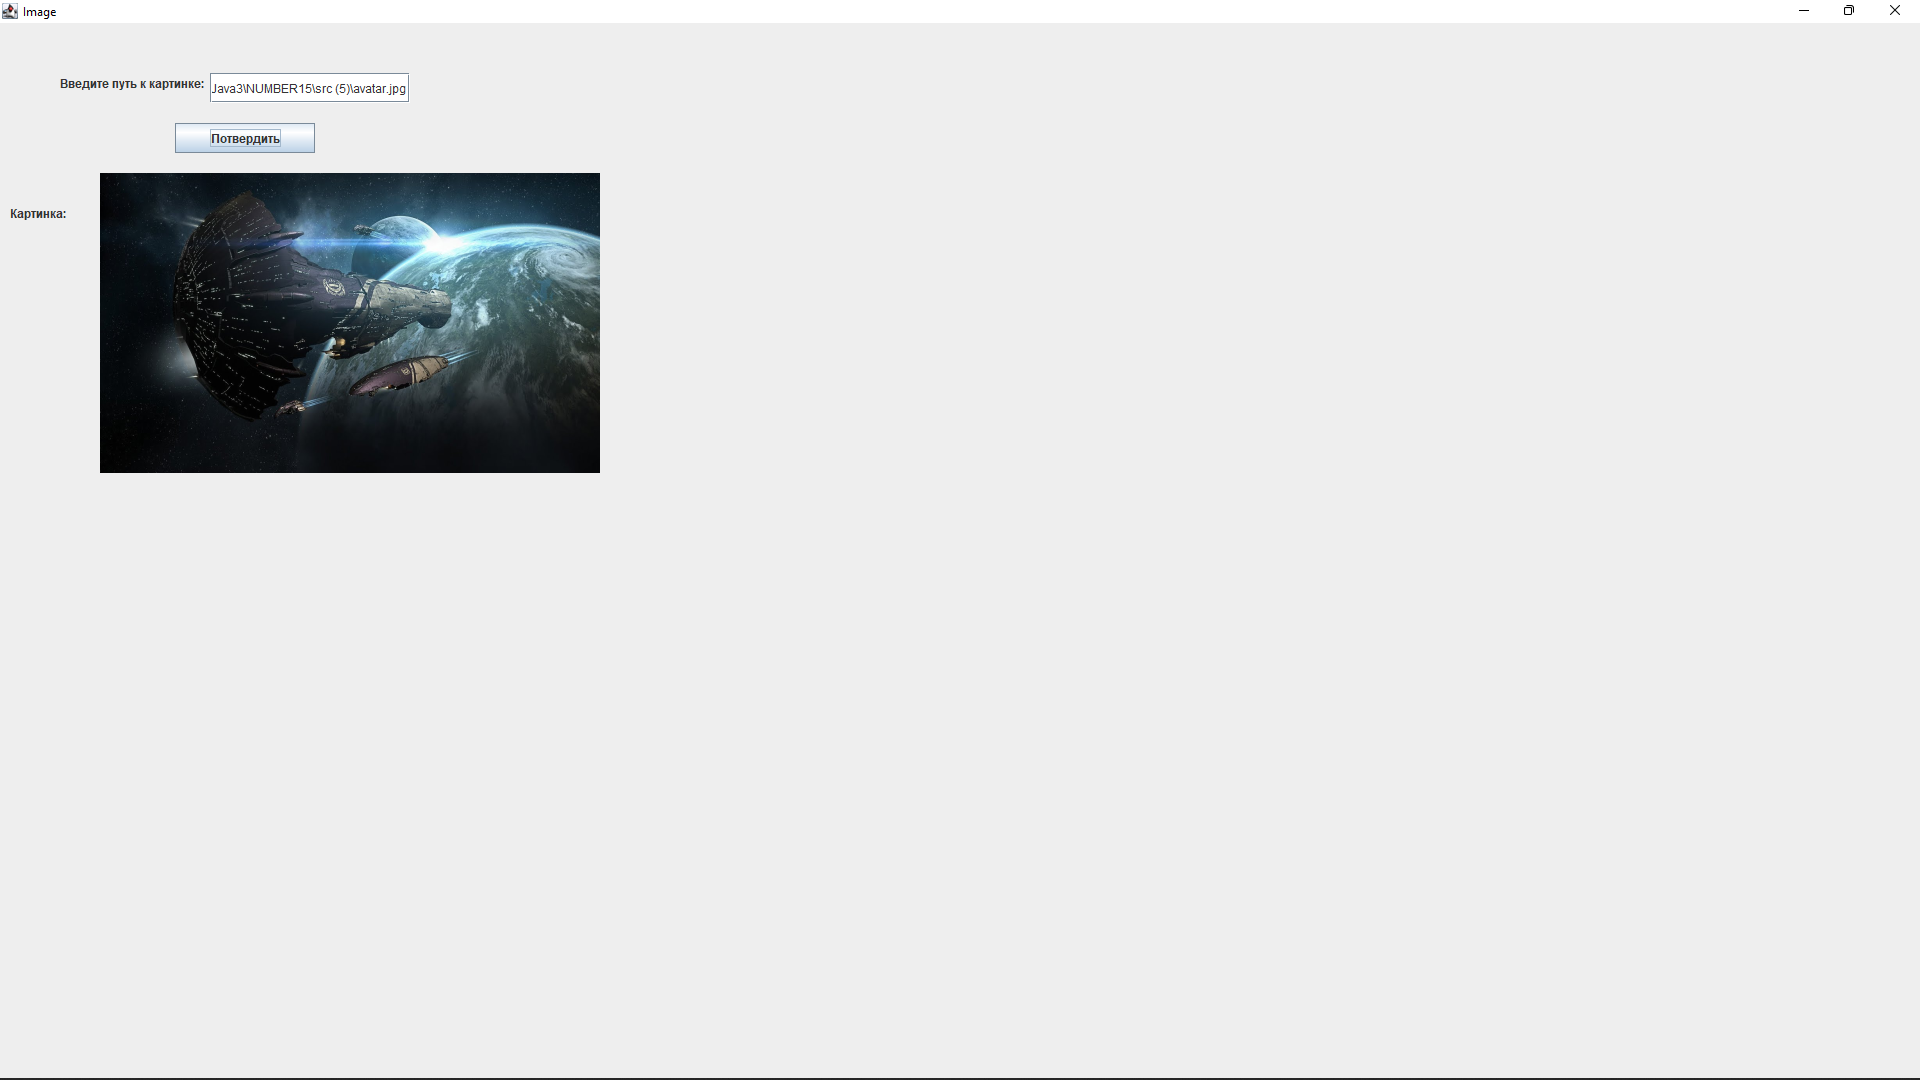 Image
Введите путь к картинке: Java3\NUMBER15\src (5)\avatar.jpg
Потвердить
Картинка: